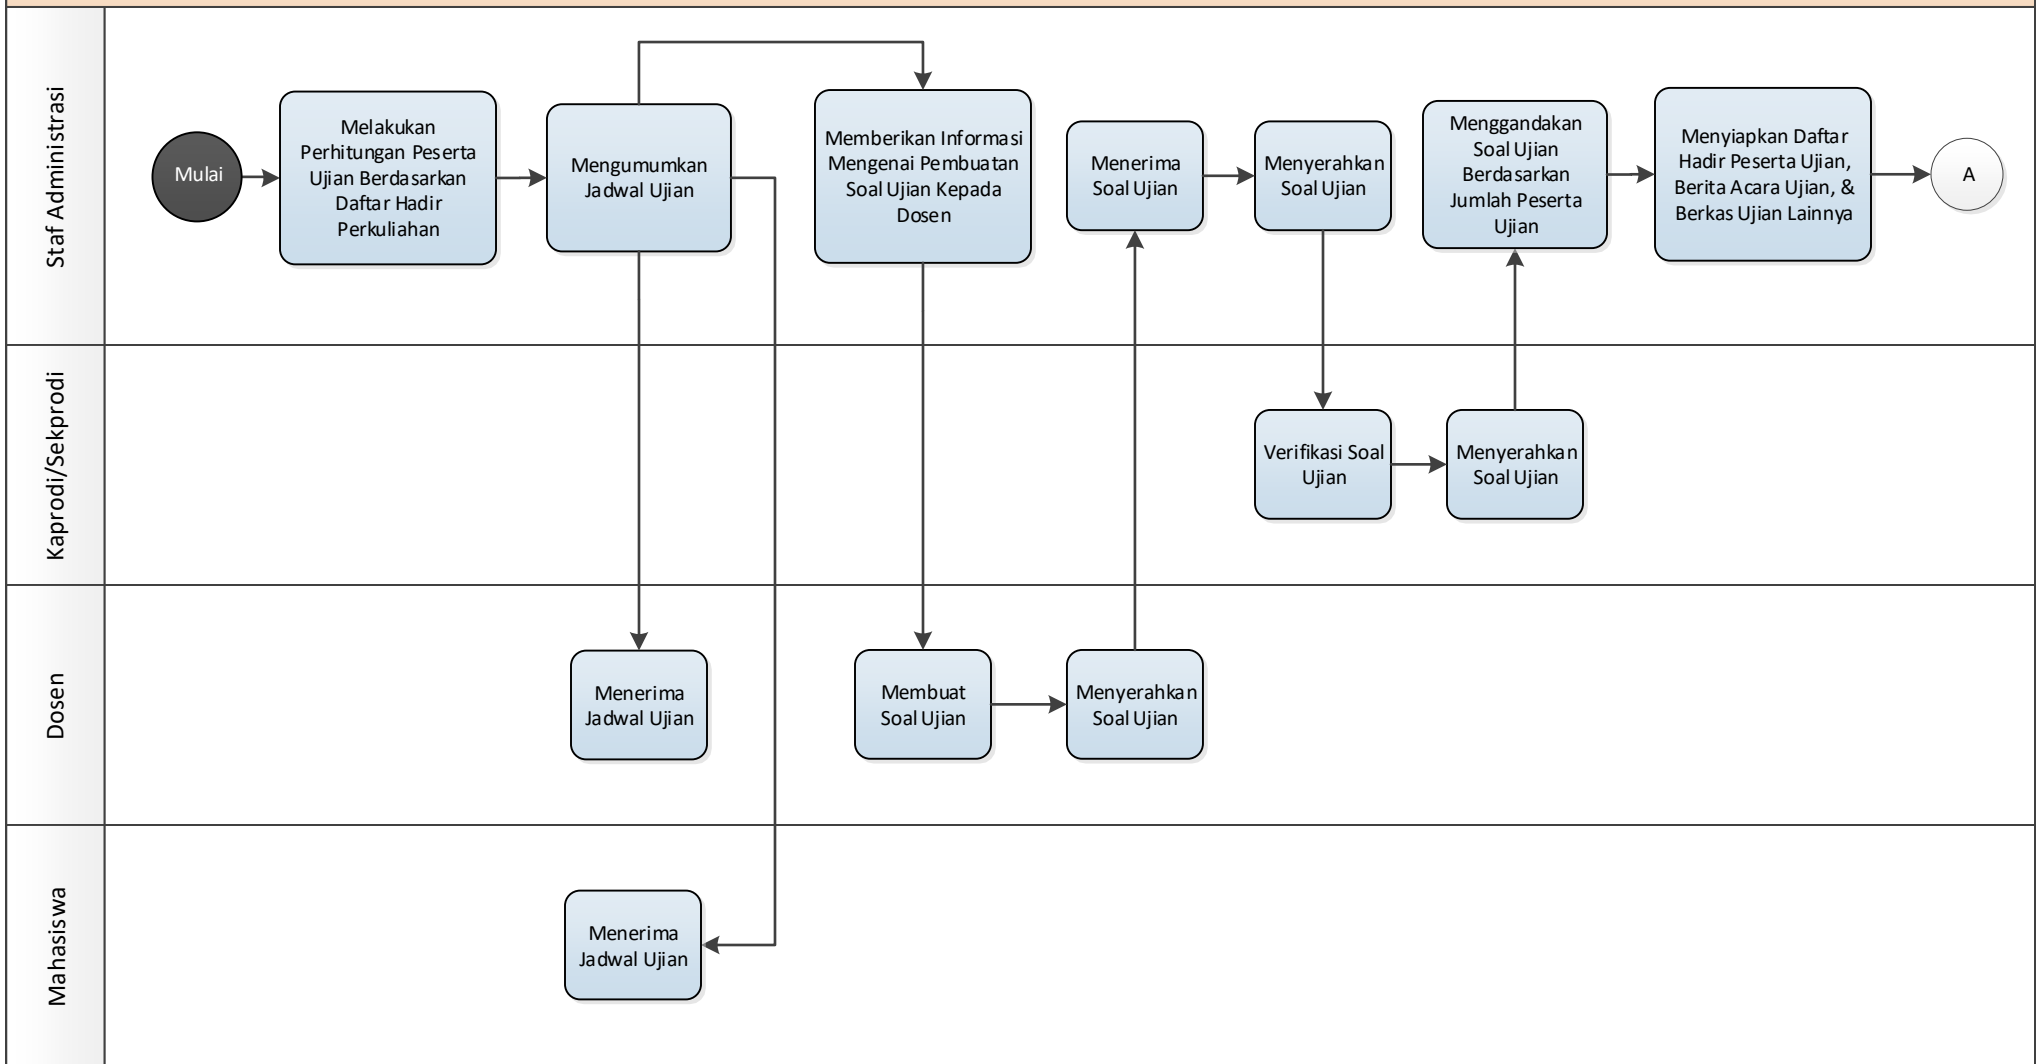 Staf Administrasi
Mulai
Melakukan
Perhitungan Peserta
Ujian Berdasarkan
Daftar Hadir
Perkuliahan
Mengumumkan
Jadwal Ujian
Memberikan Informasi
Mengenai Pembuatan
Soal Ujian Kepada
Dosen
Menerima
Soal Ujian
Menyerahkan
Soal Ujian
Menggandakan
Soal Ujian
Berdasarkan
Jumlah Peserta
Ujian
Menyiapkan Daftar
Hadir Peserta Ujian,
Berita Acara Ujian, &
Berkas Ujian Lainnya
A
Kaprodi/Sekprodi
Verifikasi Soal
Ujian
Menyerahkan
Soal Ujian
Dosen
Menerima
Jadwal Ujian
Membuat
Soal Ujian
Menyerahkan
Soal Ujian
Mahasiswa
Menerima
Jadwal Ujian